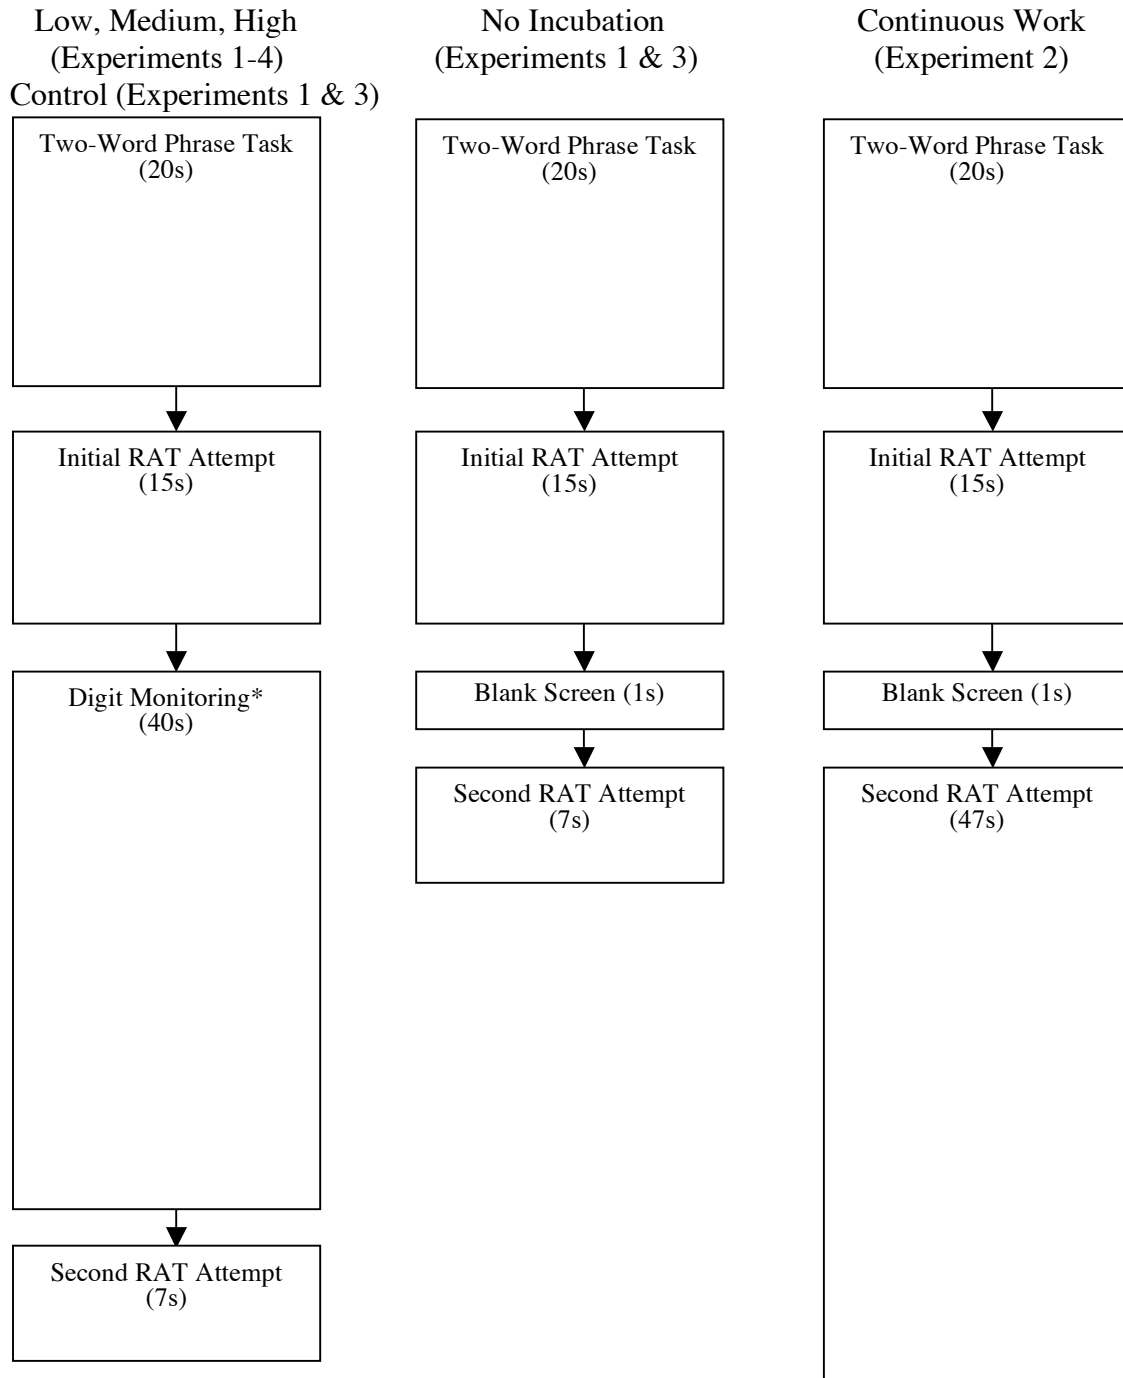 Low, Medium, High
(Experiments 1-4)
Control (Experiments 1 & 3)
Two-Word Phrase Task
(20s)
Initial RAT Attempt
(15s)
Digit Monitoring*
(40s)
Second RAT Attempt
(7s)
No Incubation
(Experiments 1 & 3)
Two-Word Phrase Task
(20s)
Initial RAT Attempt
(15s)
Blank Screen (1s)
Second RAT Attempt
(7s)
Continuous Work
(Experiment 2)
Two-Word Phrase Task
(20s)
Initial RAT Attempt
(15s)
Blank Screen (1s)
Second RAT Attempt
(47s)